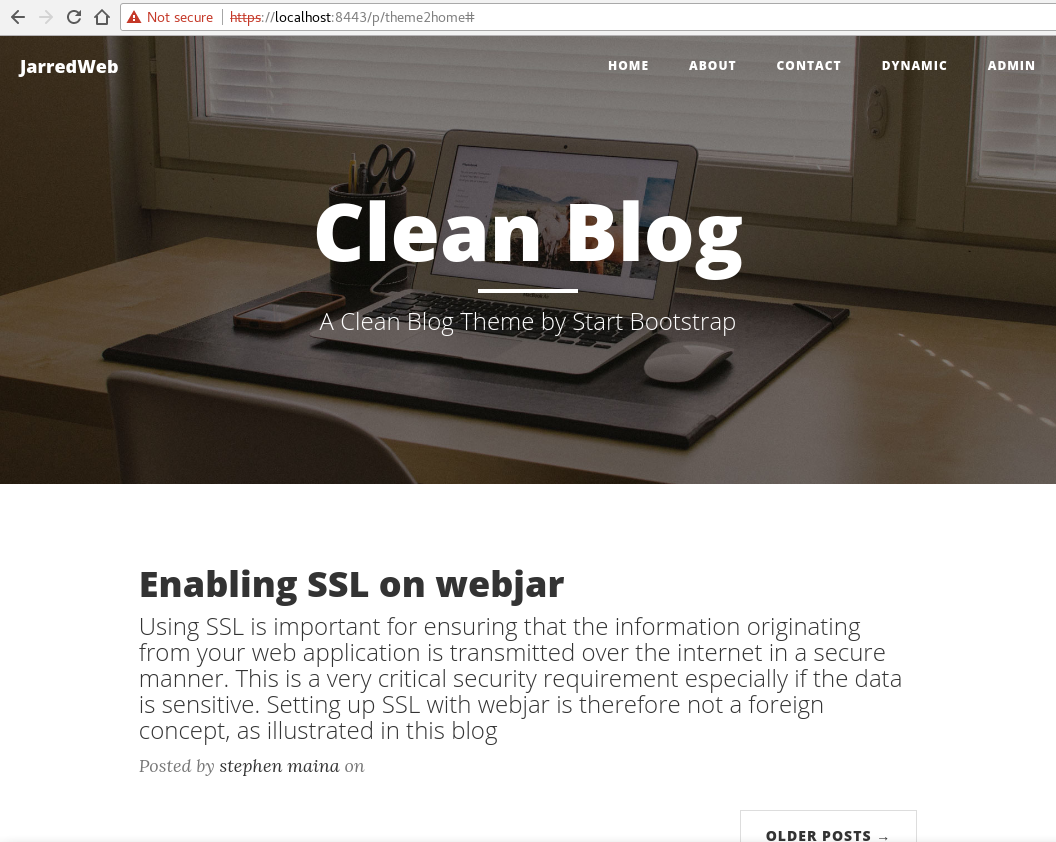 Not secure https://localhost:8443/p/theme2home#
JarredWeb HOME ABOUT CONTACT DYNAMIC ADMIN
Clean Blog
A Clean Blog Theme by Start Bootstrap
Enabling SSL on webjar
Using SSL is important for ensuring that the information originating
from your web application is transmitted over the internet in a secure
manner. This is a very critical security requirement especially if the data
is sensitive. Setting up SSL with webjar is therefore not a foreign
concept, as illustrated in this blog
Posted by stephen maina on
OLDER POSTS →